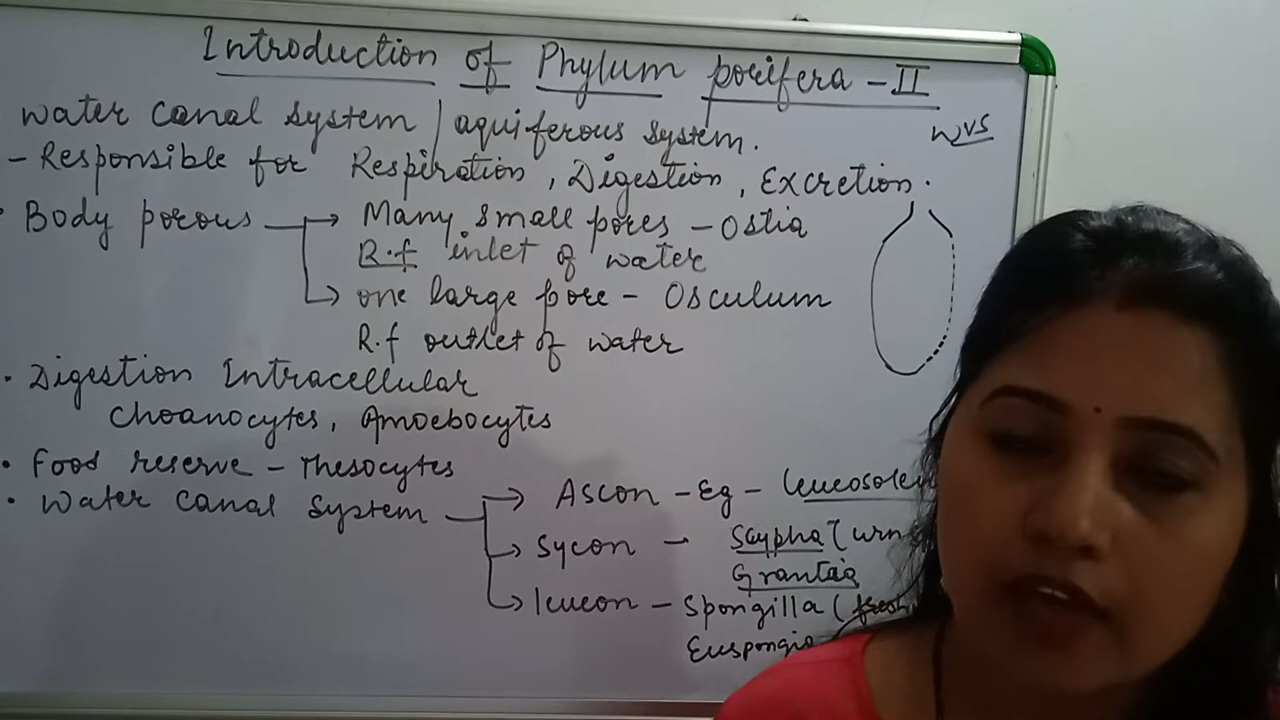 Introduction of Phylum porifera - II
water canal system / aquiferous system.
WVS
- Responsible for Respiration, Digestion, Excretion.
• Body porous → Many small pores - Ostia
R.f inlet of water
→ one large pore - Osculum
R.f outlet of water
• Digestion Intracellular
Choanocytes, Amoebocytes
• Food reserve - Thesocytes
• Water Canal System → Ascon - Eg -
→ Sycon - Scypha (
Grantia
→ leucon - Spongilla (
Euspongia